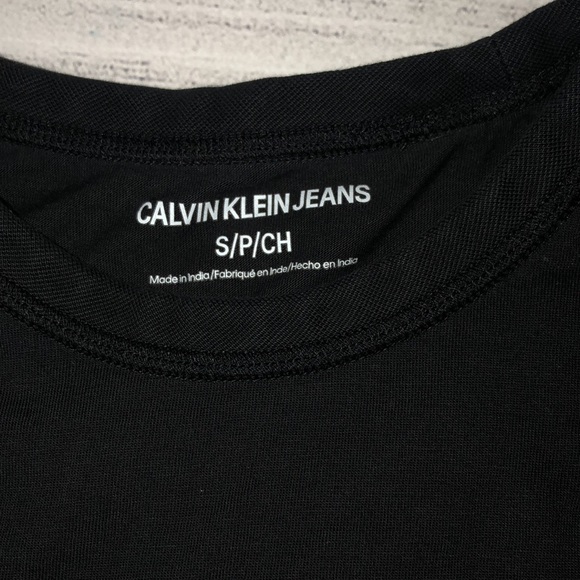 CALVIN KLEIN JEANS
S/P/CH
Made in India/Fabriqué en Inde/Hecho en India